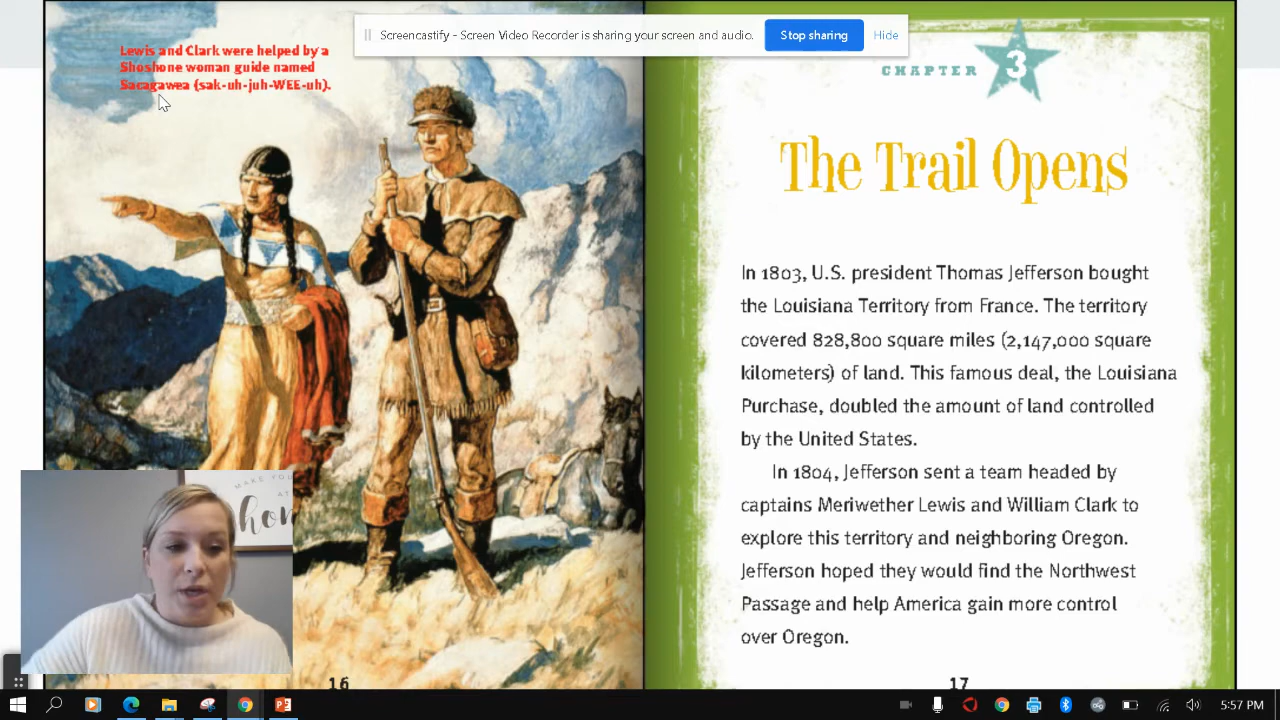 Screencastify - Screen Video Recorder is sharing your screen and audio.
Stop sharing
Hide
Lewis and Clark were helped by a
Shoshone woman guide named
Sacagawea (sak-uh-juh-WEE-uh).
CHAPTER 3
The Trail Opens
In 1803, U.S. president Thomas Jefferson bought
the Louisiana Territory from France. The territory
covered 828,800 square miles (2,147,000 square
kilometers) of land. This famous deal, the Louisiana
Purchase, doubled the amount of land controlled
by the United States.
In 1804, Jefferson sent a team headed by
captains Meriwether Lewis and William Clark to
explore this territory and neighboring Oregon.
Jefferson hoped they would find the Northwest
Passage and help America gain more control
over Oregon.
MAKE YOU
AT
hon
16
17
5:57 PM